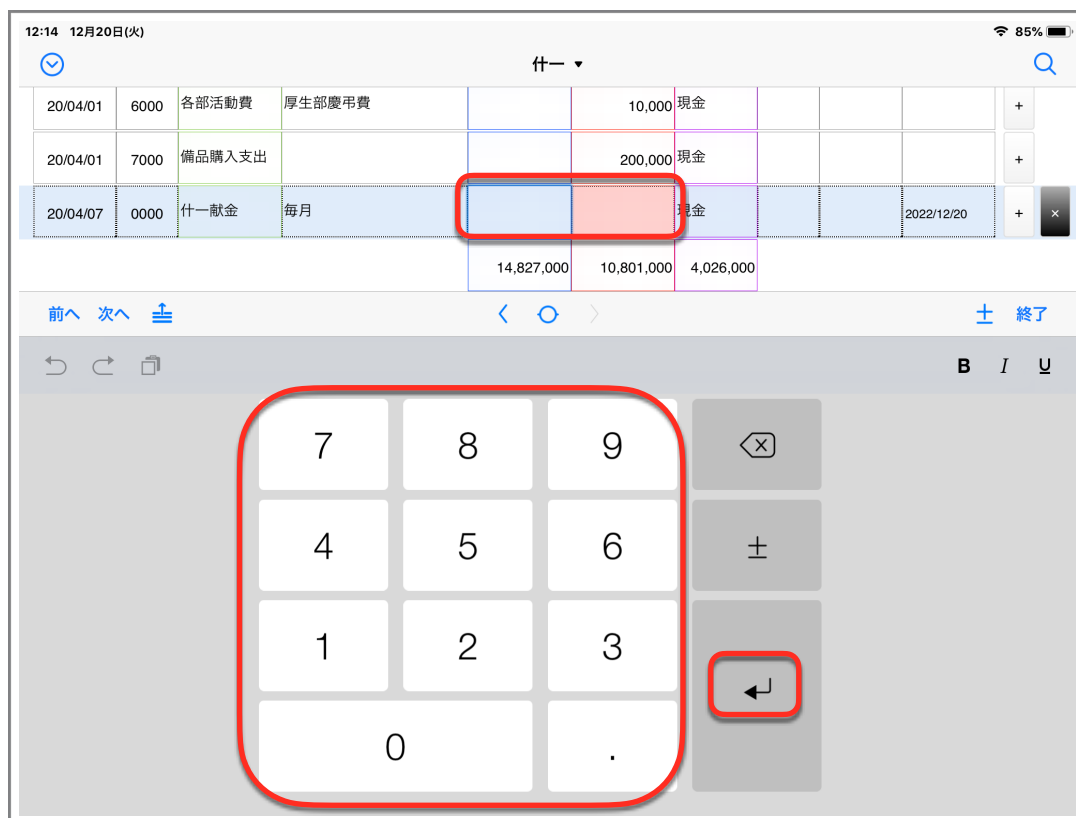 12:14 12月20日(火) 85%
什一 ▼
20/04/01 6000 各部活動費 厚生部慶弔費 10,000 現金 +
20/04/01 7000 備品購入支出 200,000 現金 +
20/04/07 0000 什一献金 毎月 現金 2022/12/20 + ×
14,827,000 10,801,000 4,026,000
前へ 次へ ± 終了
B I U
7 8 9
4 5 6 ±
1 2 3
0 .